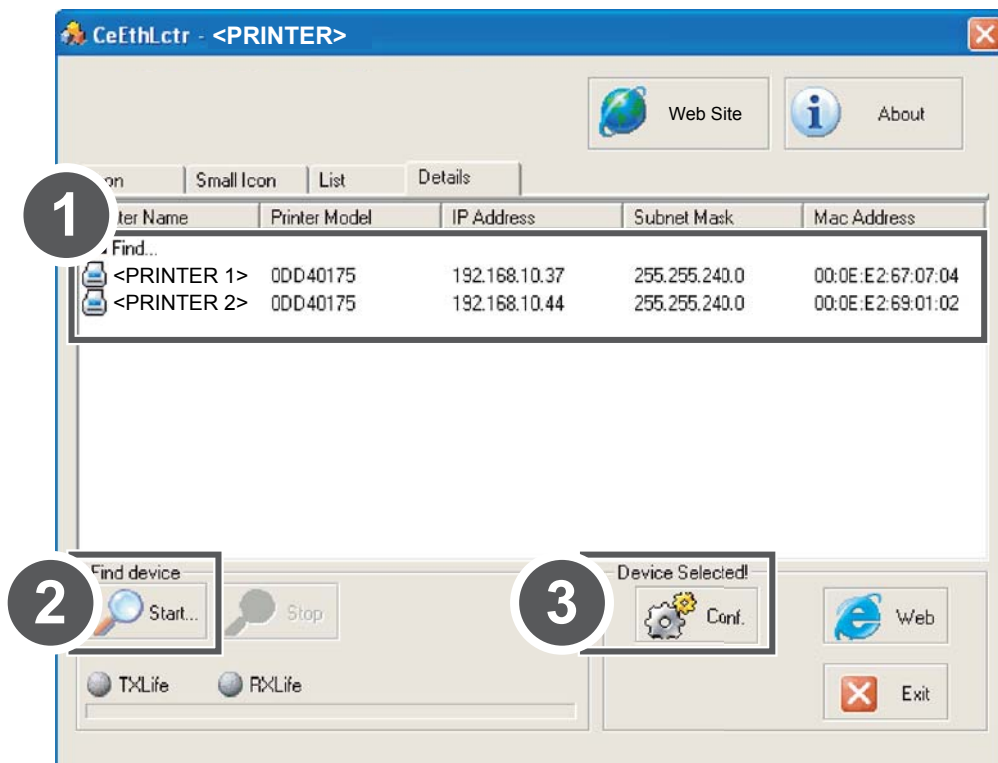 CeEthLctr - <PRINTER>
Web Site
About
on
Small Icon
List
Details
1
ter Name
Printer Model
IP Address
Subnet Mask
Mac Address
Find...
<PRINTER 1> 0DD40175 192.168.10.37 255.255.240.0 00:0E:E2:67:07:04
<PRINTER 2> 0DD40175 192.168.10.44 255.255.240.0 00:0E:E2:69:01:02
Find device
Device Selected!
2
Start...
Stop
3
Conf.
Web
TXLife
RXLife
Exit